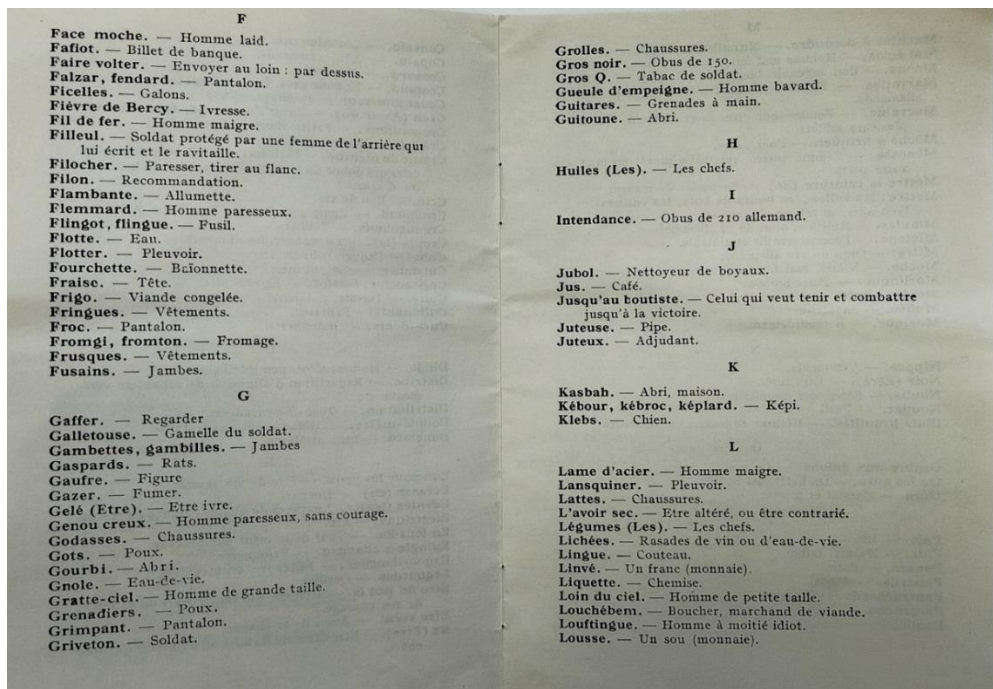 F
Face moche. — Homme laid.
Fafiot. — Billet de banque.
Faire volter. — Envoyer au loin : par dessus.
Falzar, fendard. — Pantalon.
Ficelles. — Galons.
Fièvre de Bercy. — Ivresse.
Fil de fer. — Homme maigre.
Filleul. — Soldat protégé par une femme de l'arrière qui
lui écrit et le ravitaille.
Filocher. — Paresser, tirer au flanc.
Filon. — Recommandation.
Flambante. — Allumette.
Flemmard. — Homme paresseux.
Flingot, flingue. — Fusil.
Flotte. — Eau.
Flotter. — Pleuvoir.
Fourchette. — Baïonnette.
Fraise. — Tête.
Frigo. — Viande congelée.
Fringues. — Vêtements.
Froc. — Pantalon.
Fromgi, fromton. — Fromage.
Frusques. — Vêtements.
Fusains. — Jambes.
G
Gaffer. — Regarder
Galletouse. — Gamelle du soldat.
Gambettes, gambilles. — Jambes
Gaspards. — Rats.
Gaufre. — Figure
Gazer. — Fumer.
Gelé (Etre). — Etre ivre.
Genou creux. — Homme paresseux, sans courage.
Godasses. — Chaussures.
Gots. — Poux.
Gourbi. — Abri.
Gnole. — Eau-de-vie.
Gratte-ciel. — Homme de grande taille.
Grenadiers. — Poux.
Grimpant. — Pantalon.
Griveton. — Soldat.
Grolles. — Chaussures.
Gros noir. — Obus de 150.
Gros Q. — Tabac de soldat.
Gueule d'empeigne. — Homme bavard.
Guitares. — Grenades à main.
Guitoune. — Abri.
H
Huiles (Les). — Les chefs.
I
Intendance. — Obus de 210 allemand.
J
Jubol. — Nettoyeur de boyaux.
Jus. — Café.
Jusqu'au boutiste. — Celui qui veut tenir et combattre
jusqu'à la victoire.
Juteuse. — Pipe.
Juteux. — Adjudant.
K
Kasbah. — Abri, maison.
Kébour, kébroc, képlard. — Képi.
Klebs. — Chien.
L
Lame d'acier. — Homme maigre.
Lansquiner. — Pleuvoir.
Lattes. — Chaussures.
L'avoir sec. — Etre altéré, ou être contrarié.
Légumes (Les). — Les chefs.
Lichées. — Rasades de vin ou d'eau-de-vie.
Lingue. — Couteau.
Linvé. — Un franc (monnaie).
Liquette. — Chemise.
Loin du ciel. — Homme de petite taille.
Louchébem. — Boucher, marchand de viande.
Louftingue. — Homme à moitié idiot.
Lousse. — Un sou (monnaie).